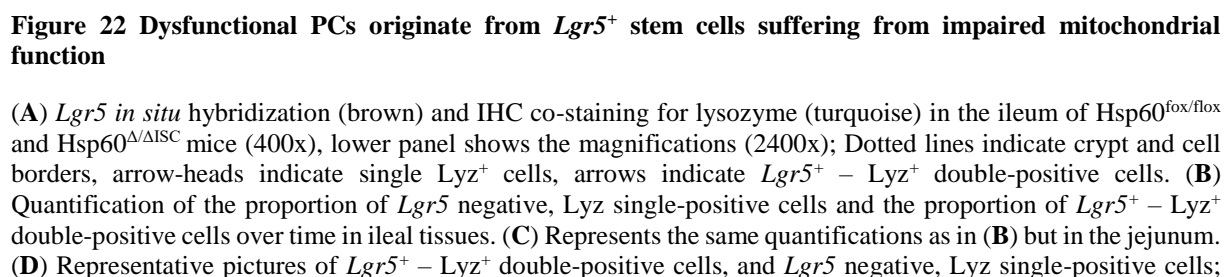 Figure 22 Dysfunctional PCs originate from Lgr5⁺ stem cells suffering from impaired mitochondrial
function
(A) Lgr5 in situ hybridization (brown) and IHC co-staining for lysozyme (turquoise) in the ileum of Hsp60ᶠᵒˣ/ᶠˡᵒˣ
and Hsp60^Δ/ΔISC mice (400x), lower panel shows the magnifications (2400x); Dotted lines indicate crypt and cell
borders, arrow-heads indicate single Lyz⁺ cells, arrows indicate Lgr5⁺ – Lyz⁺ double-positive cells. (B)
Quantification of the proportion of Lgr5 negative, Lyz single-positive cells and the proportion of Lgr5⁺ – Lyz⁺
double-positive cells over time in ileal tissues. (C) Represents the same quantifications as in (B) but in the jejunum.
(D) Representative pictures of Lgr5⁺ – Lyz⁺ double-positive cells, and Lgr5 negative, Lyz single-positive cells;